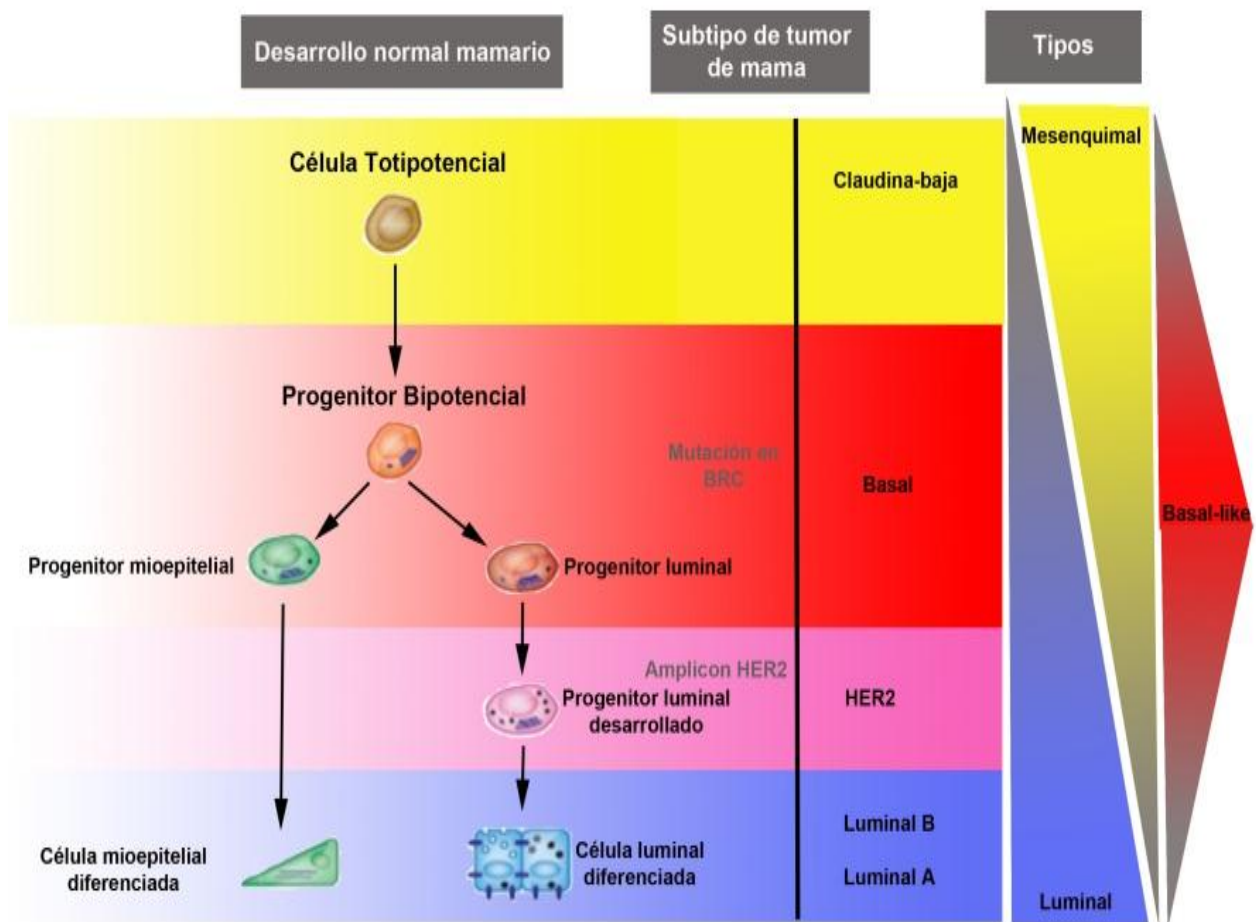 Desarrollo normal mamario
Subtipo de tumor
de mama
Tipos
Célula Totipotencial
Claudina-baja
Mesenquimal
Progenitor Bipotencial
Mutación en
BRC
Basal
Basal-like
Progenitor mioepitelial
Progenitor luminal
Amplicon HER2
Progenitor luminal
desarrollado
HER2
Célula mioepitelial
diferenciada
Célula luminal
diferenciada
Luminal B
Luminal A
Luminal